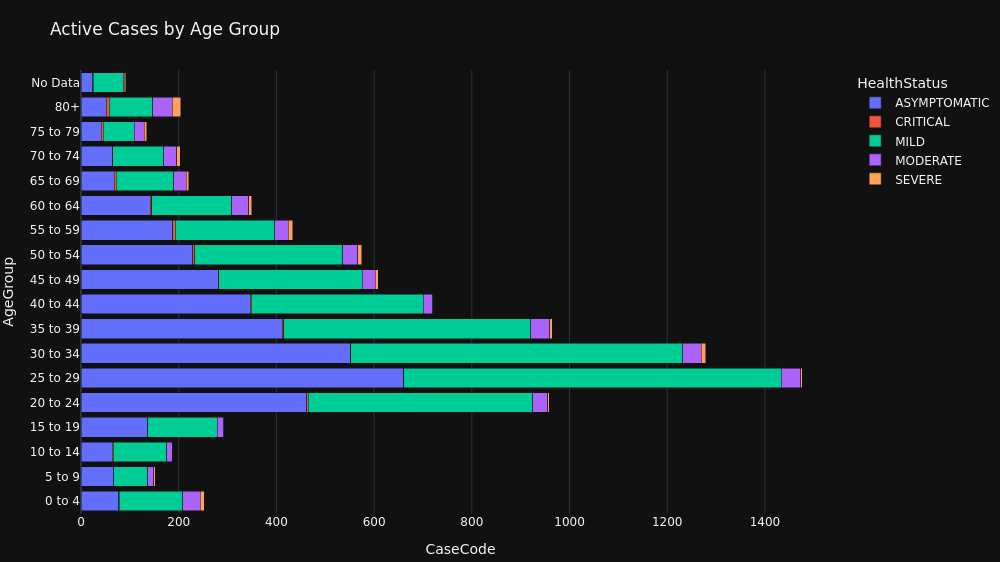 Active Cases by Age Group
HealthStatus
ASYMPTOMATIC
CRITICAL
MILD
MODERATE
SEVERE
AgeGroup
No Data
80+
75 to 79
70 to 74
65 to 69
60 to 64
55 to 59
50 to 54
45 to 49
40 to 44
35 to 39
30 to 34
25 to 29
20 to 24
15 to 19
10 to 14
5 to 9
0 to 4
0 200 400 600 800 1000 1200 1400
CaseCode